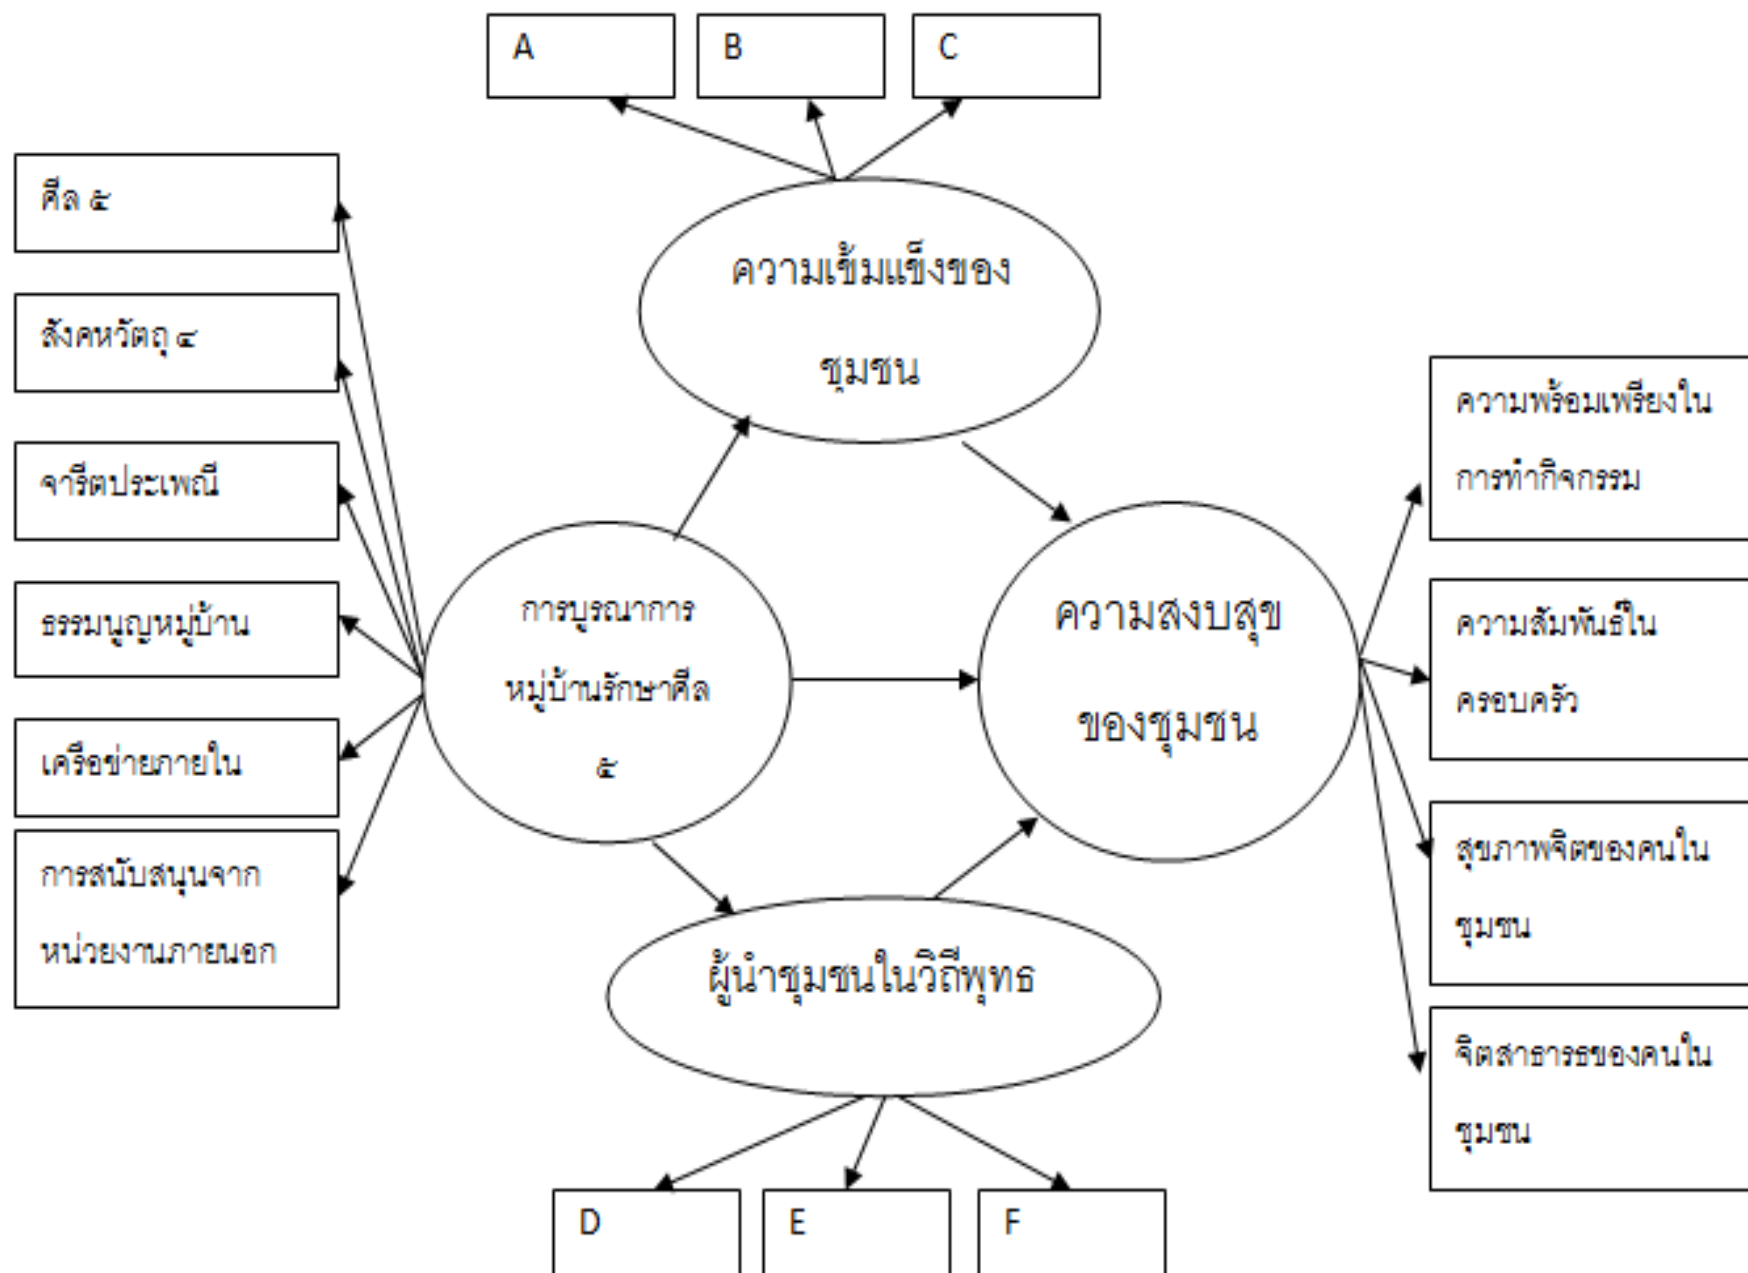 A
B
C
ศีล ๕
สังคหวัตถุ ๔
จารีตประเพณี
ธรรมนูญหมู่บ้าน
เครือข่ายภายใน
การสนับสนุนจาก
หน่วยงานภายนอก
ความเข้มแข็งของ
ชุมชน
การบูรณาการ
หมู่บ้านรักษาศีล
๕
ความสงบสุข
ของชุมชน
ผู้นำชุมชนในวิถีพุทธ
ความพร้อมเพรียงใน
การทำกิจกรรม
ความสัมพันธ์ใน
ครอบครัว
สุขภาพจิตของคนใน
ชุมชน
จิตสาธารธของคนใน
ชุมชน
D
E
F